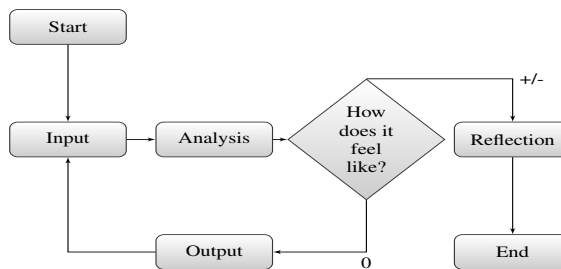 Start
+/-
Input
Analysis
How
does it
feel
like?
Reflection
Output
0
End